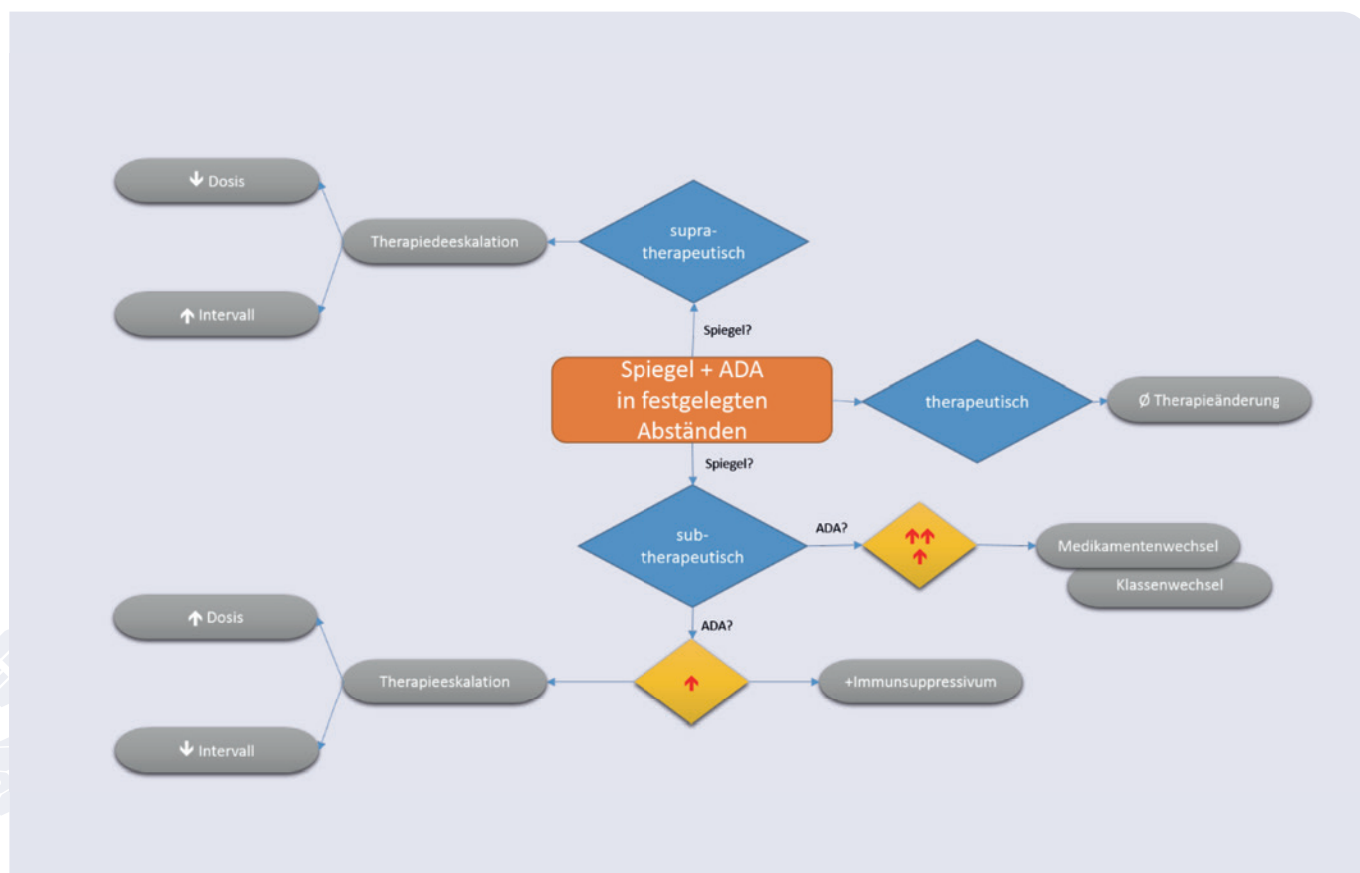 ↓ Dosis
supra-
therapeutisch
Therapiedeeskalation
↑ Intervall
Spiegel?
Spiegel + ADA
in festgelegten
Abständen
therapeutisch
Ø Therapieänderung
Spiegel?
sub-
therapeutisch
ADA?
↑↑
↑
Medikamentenwechsel
Klassenwechsel
↑ Dosis
ADA?
Therapieeskalation
↑
+Immunsuppressivum
↓ Intervall